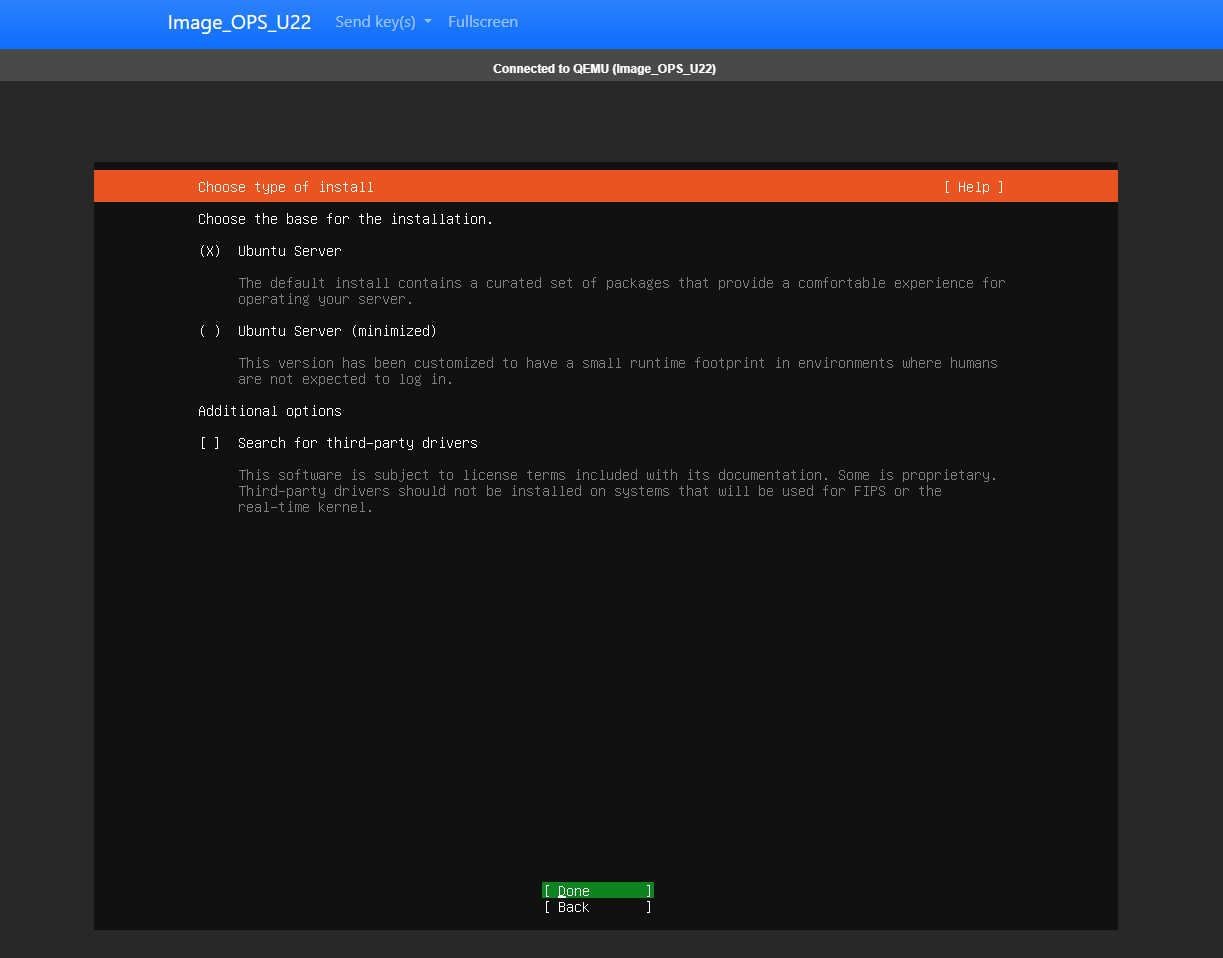 Image_OPS_U22 Send key(s) Fullscreen
Connected to QEMU (Image_OPS_U22)
Choose type of install [ Help ]
Choose the base for the installation.
(X) Ubuntu Server
The default install contains a curated set of packages that provide a comfortable experience for
operating your server.
( ) Ubuntu Server (minimized)
This version has been customized to have a small runtime footprint in environments where humans
are not expected to log in.
Additional options
[ ] Search for third-party drivers
This software is subject to license terms included with its documentation. Some is proprietary.
Third-party drivers should not be installed on systems that will be used for FIPS or the
real-time kernel.
[ Done ]
[ Back ]